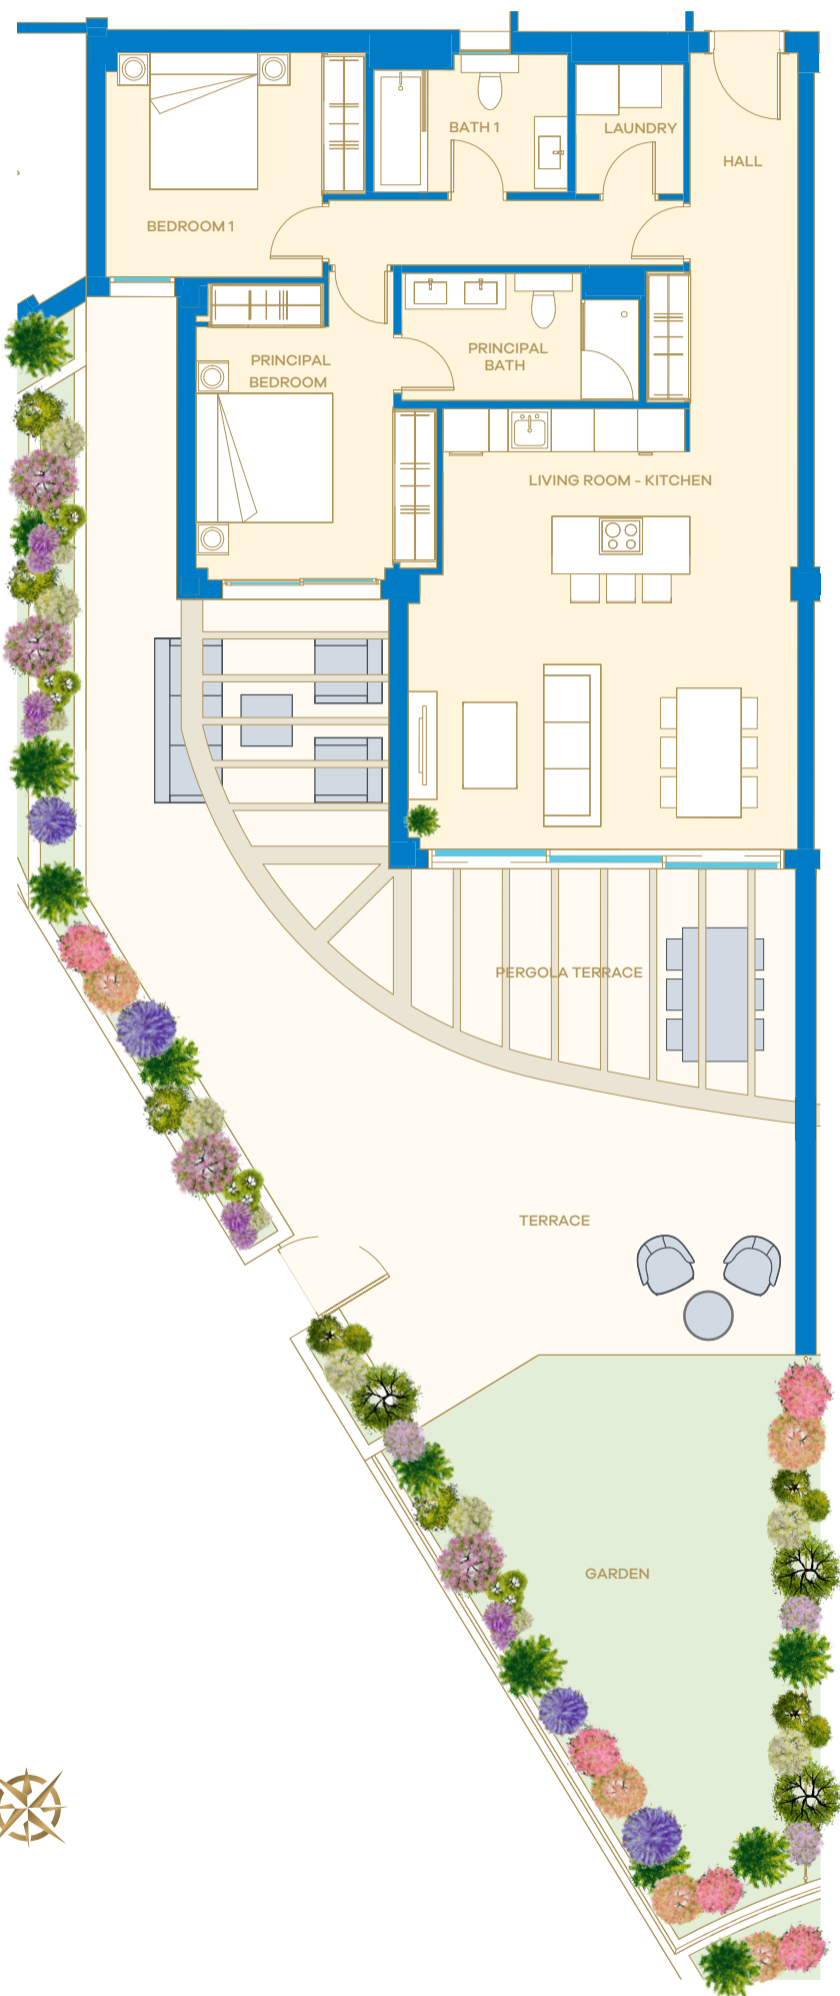 BATH 1
LAUNDRY
HALL
BEDROOM 1
PRINCIPAL
BATH
PRINCIPAL
BEDROOM
LIVING ROOM - KITCHEN
PERGOLA TERRACE
TERRACE
GARDEN